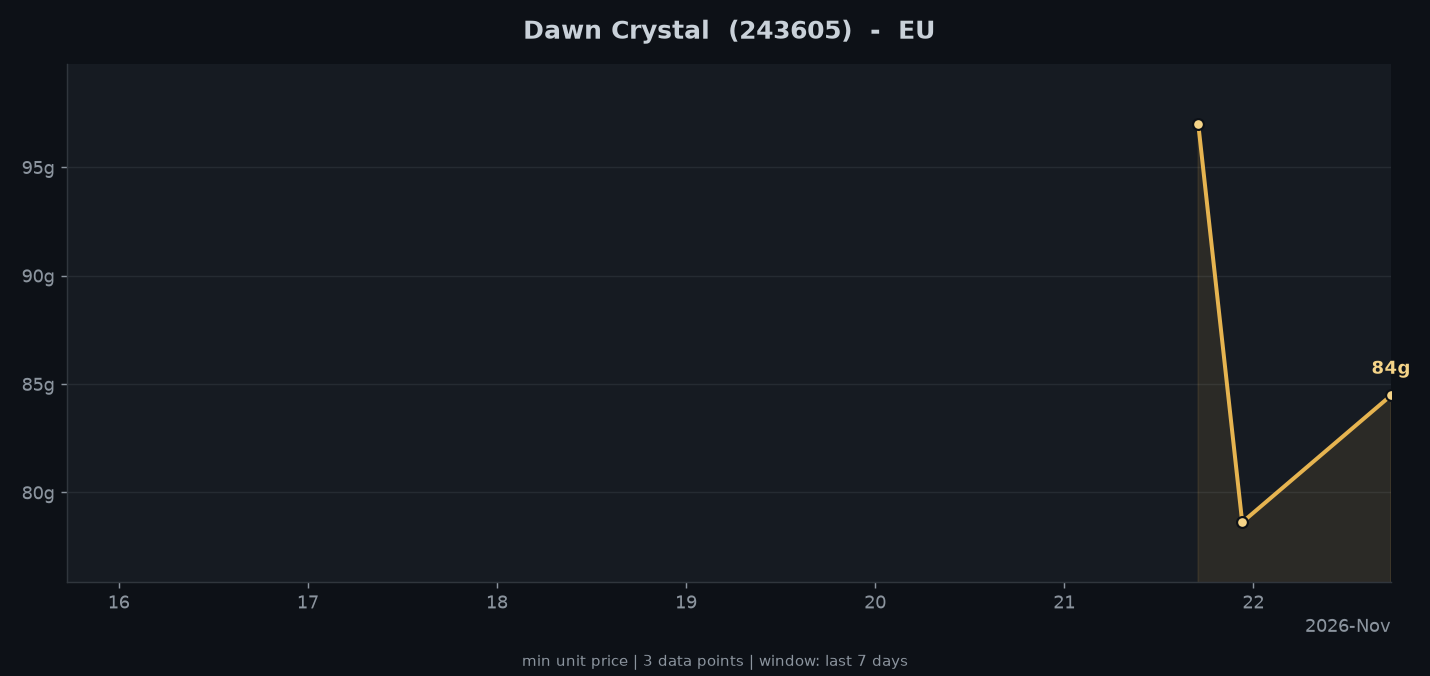 Dawn Crystal (243605) - EU
95g
90g
85g
84g
80g
16 17 18 19 20 21 22
2026-Nov
min unit price | 3 data points | window: last 7 days